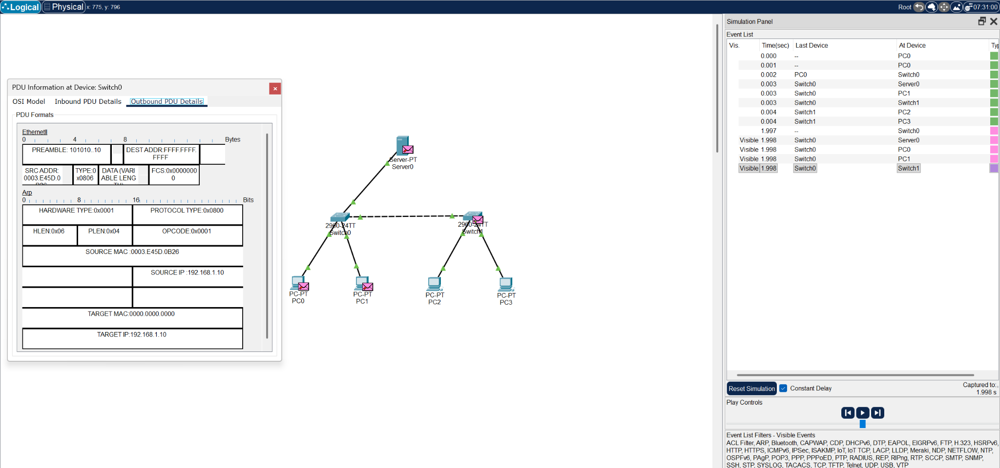 Logical Physical x: 775, y: 796 Root 07:31:00
PDU Information at Device: Switch0
OSI Model Inbound PDU Details Outbound PDU Details
PDU Formats
EthernetII
0 4 8 Bytes
PREAMBLE: 101010..10 DEST ADDR:FFFF.FFFF.
FFFF
SRC ADDR: TYPE:0 DATA (VARI FCS:0x0000000
0003.E45D.0 x0806 ABLE LENG 0
B26 TH)
Arp
0 8 16 Bits
HARDWARE TYPE:0x0001 PROTOCOL TYPE:0x0800
HLEN:0x06 PLEN:0x04 OPCODE:0x0001
SOURCE MAC :0003.E45D.0B26
SOURCE IP :192.168.1.10
TARGET MAC:0000.0000.0000
TARGET IP:192.168.1.10
Server-PT
Server0
2960-24TT
Switch0
2960-24TT
Switch1
PC-PT
PC0
PC-PT
PC1
PC-PT
PC2
PC-PT
PC3
Simulation Panel
Event List
Vis. Time(sec) Last Device At Device Typ
0.000 -- PC0
0.001 -- PC0
0.002 PC0 Switch0
0.003 Switch0 Server0
0.003 Switch0 PC1
0.003 Switch0 Switch1
0.004 Switch1 PC2
0.004 Switch1 PC3
1.997 -- Switch0
Visible 1.998 Switch0 Server0
Visible 1.998 Switch0 PC0
Visible 1.998 Switch0 PC1
Visible 1.998 Switch0 Switch1
Reset Simulation Constant Delay Captured to:
1.998 s
Play Controls
Event List Filters - Visible Events
ACL Filter, ARP, Bluetooth, CAPWAP, CDP, DHCPv6, DTP, EAPOL, EIGRPv6, FTP, H.323, HSRPv6,
HTTP, HTTPS, ICMPv6, IPSec, ISAKMP, IoT, IoT TCP, LACP, LLDP, Meraki, NDP, NETFLOW, NTP,
OSPFv6, PAgP, POP3, PPP, PPPoED, PTP, RADIUS, REP, RIPng, RTP, SCCP, SMTP, SNMP,
SSH, STP, SYSLOG, TACACS, TCP, TFTP, Telnet, UDP, USB, VTP